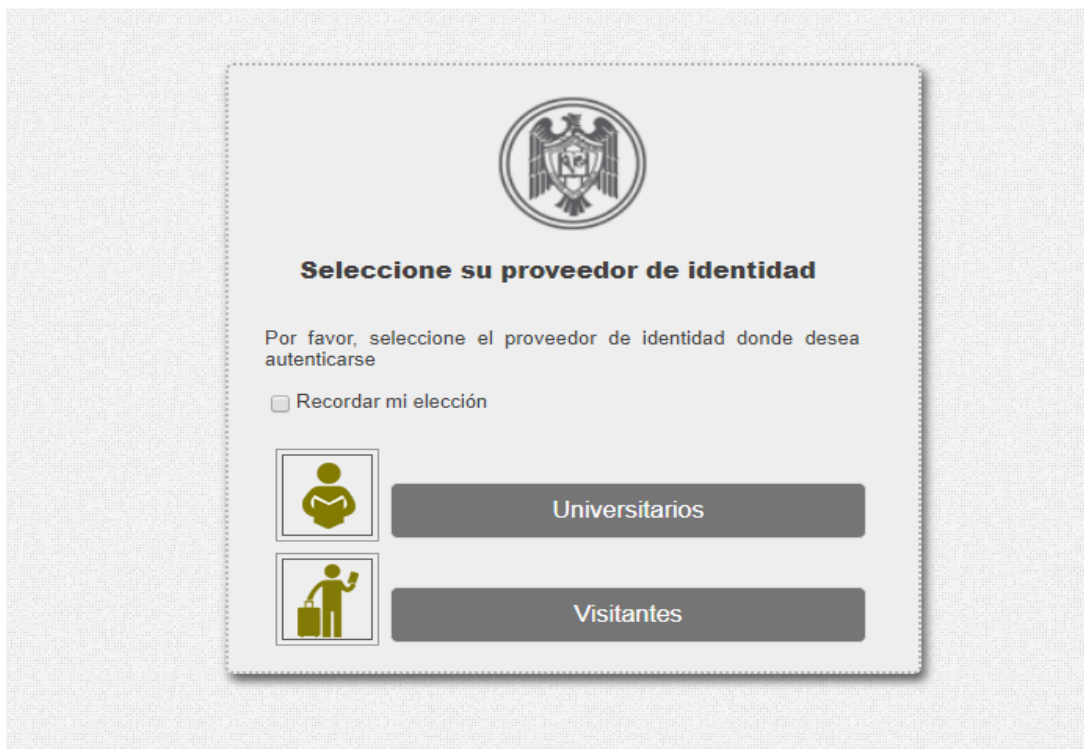 Seleccione su proveedor de identidad
Por favor, seleccione el proveedor de identidad donde desea
autenticarse
Recordar mi elección
Universitarios
Visitantes